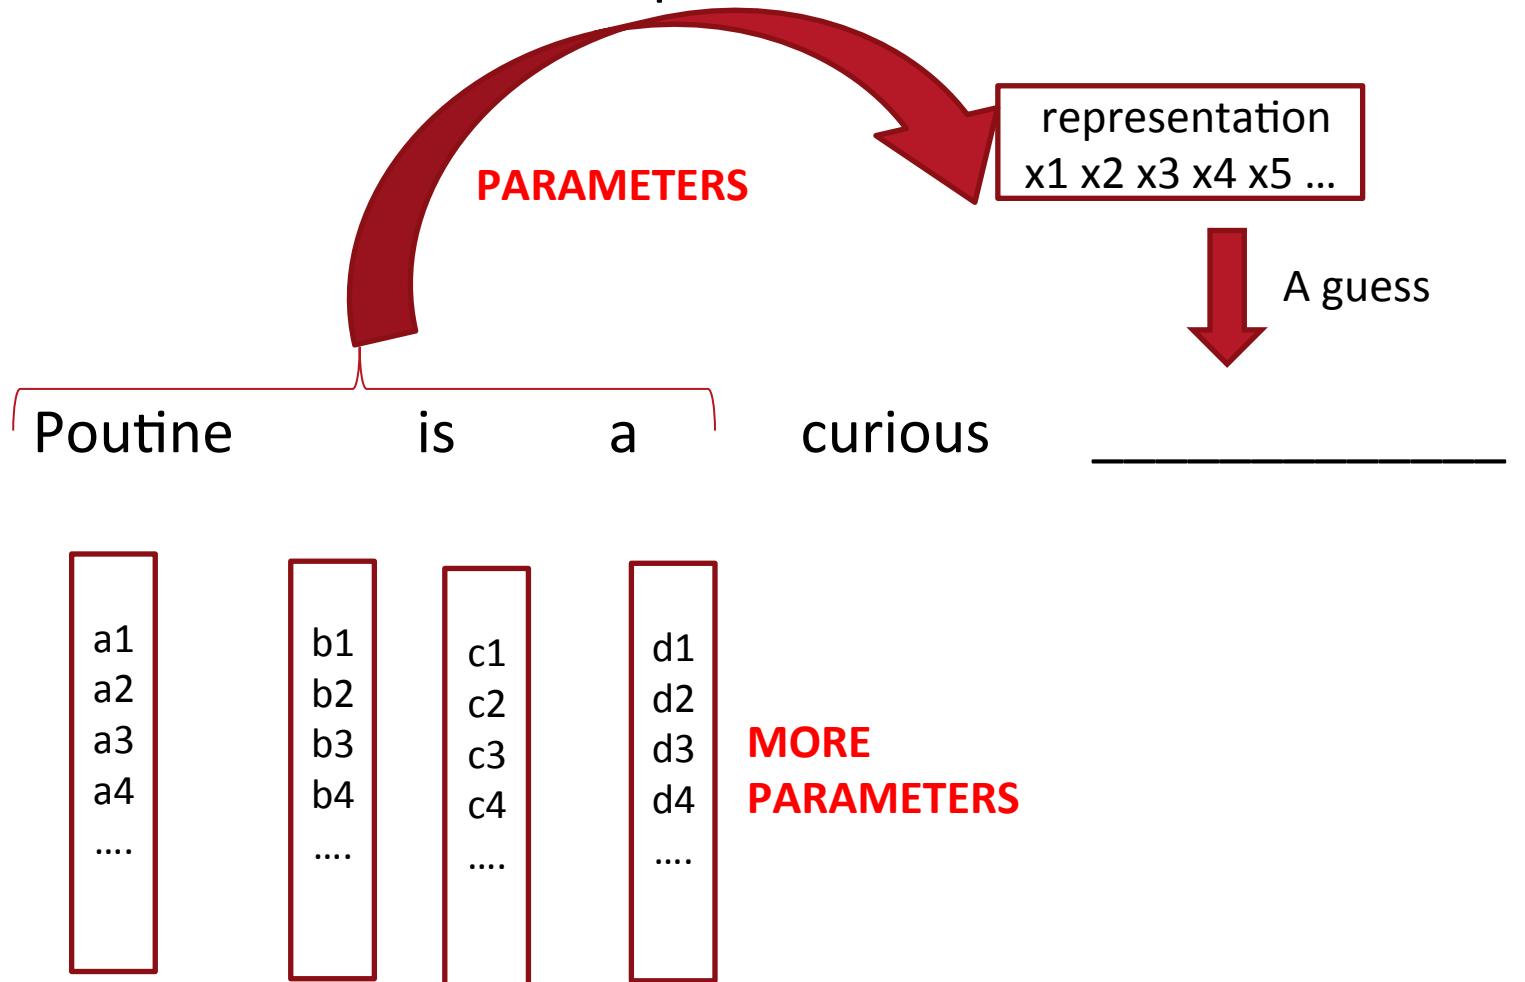 representation
x1 x2 x3 x4 x5 ...
PARAMETERS
A guess
Poutine is a curious _____________
a1
a2
a3
a4
....
b1
b2
b3
b4
....
c1
c2
c3
c4
....
d1
d2
d3
d4
....
MORE
PARAMETERS